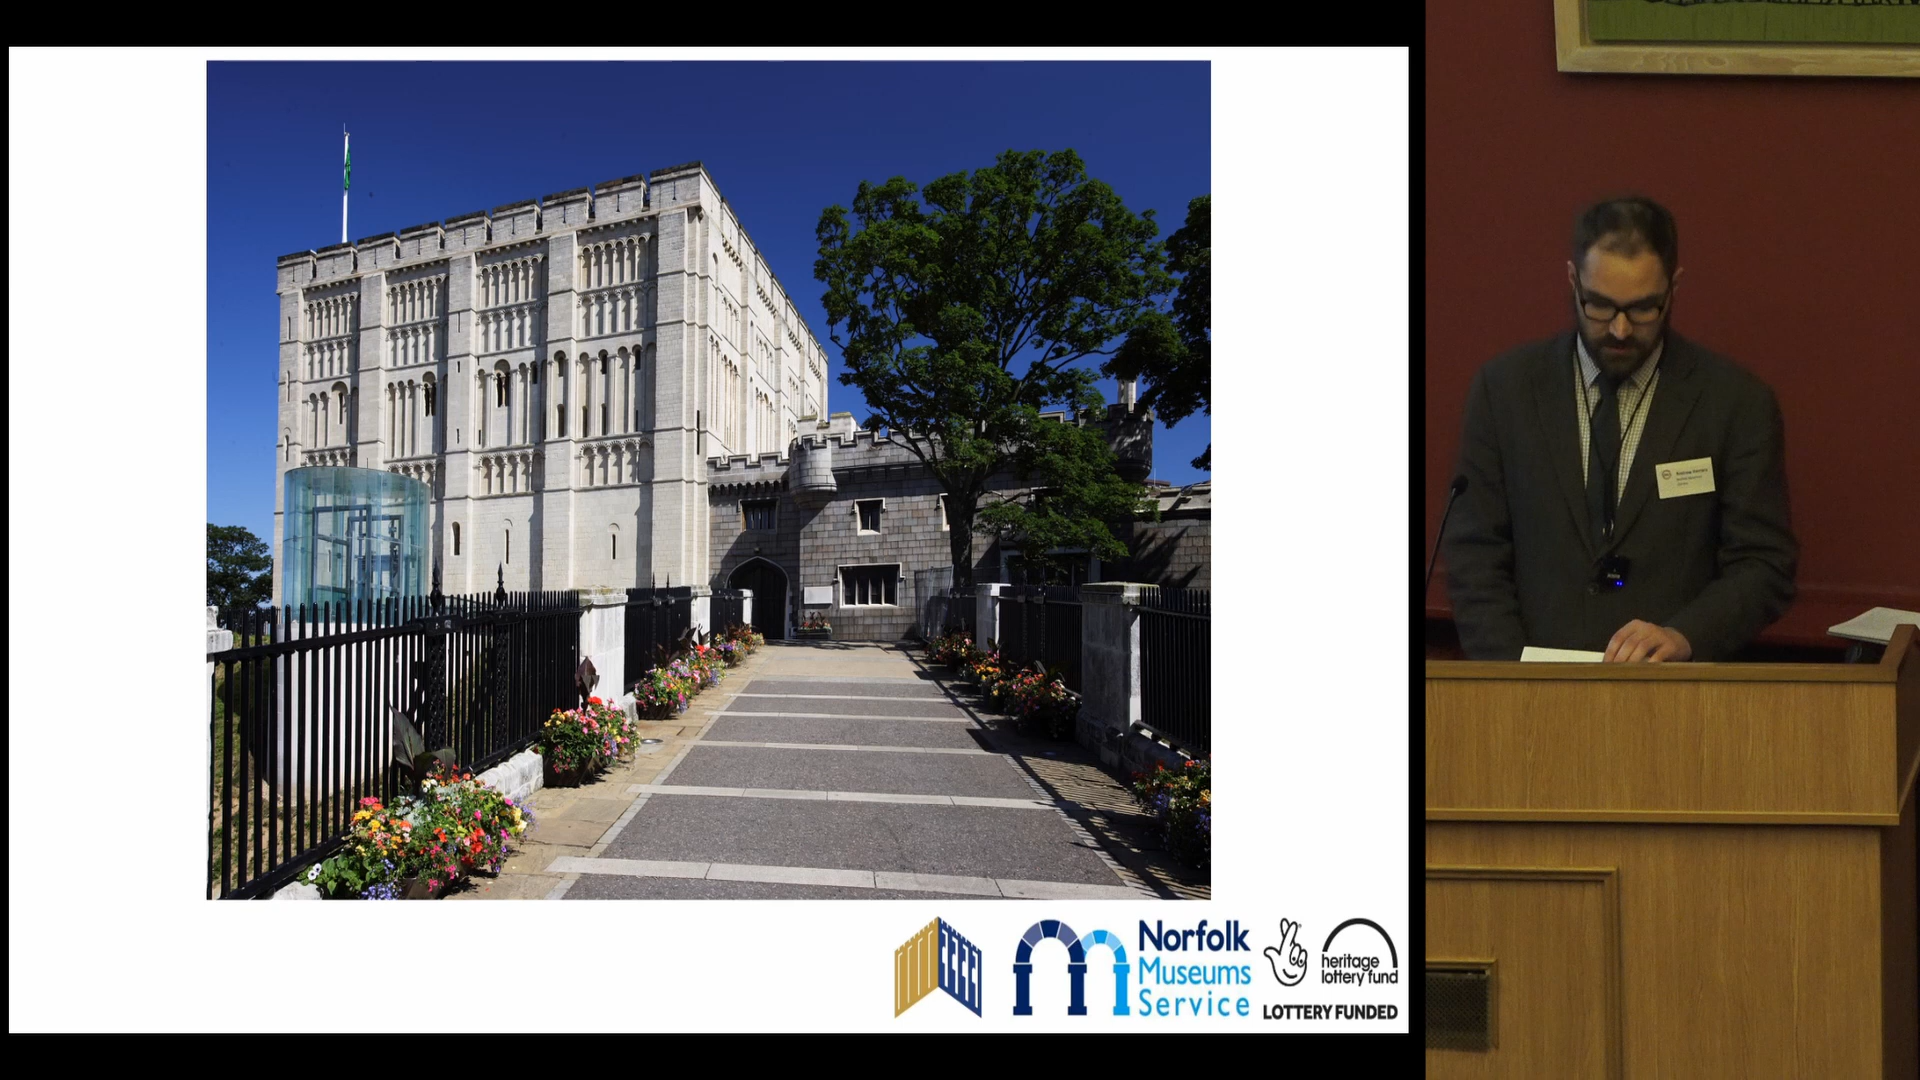 Norfolk
Museums
Service
heritage
lottery fund
LOTTERY FUNDED